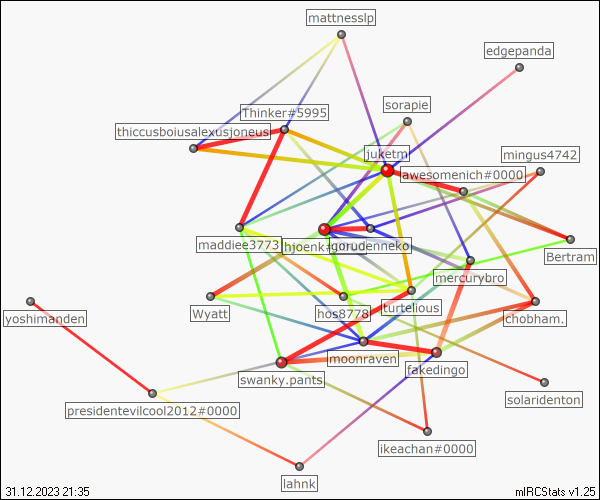 mattnesslp
edgepanda
sorapie
Thinker#5995
thiccusboiusalexusjoneus
juketm
mingus4742
awesomenich#0000
maddiee3773
hjoenk
gorudenneko
Bertram
mercurybro
Wyatt
hos8778
turtelious
chobham.
yoshimanden
moonraven
fakedingo
swanky.pants
solaridenton
presidentevilcool2012#0000
ikeachan#0000
lahnk
31.12.2023 21:35
mIRCStats v1.25